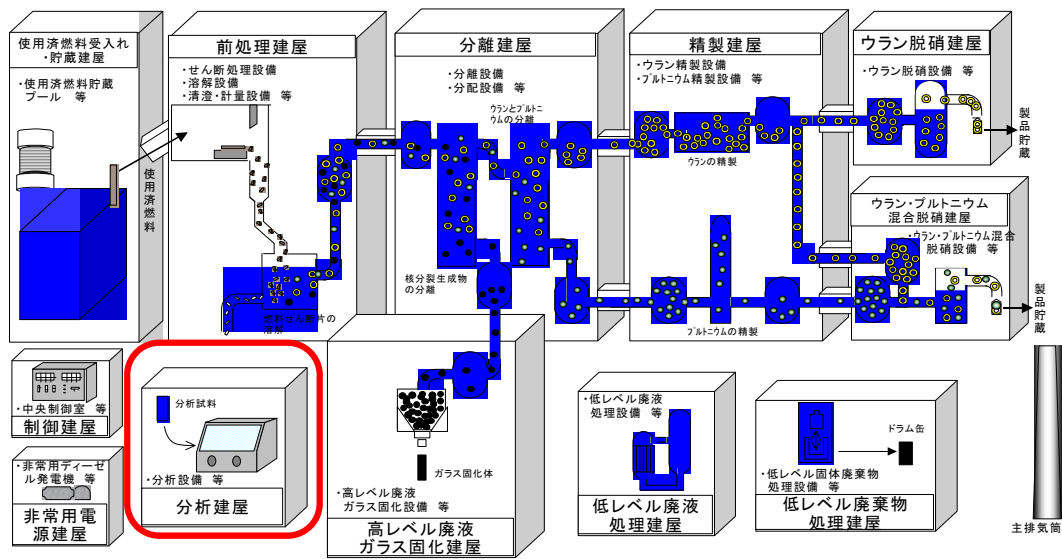 使用済燃料受入れ
・貯蔵建屋
・使用済燃料貯蔵
プール 等
使用済燃料
前処理建屋
・せん断処理設備
・溶解設備
・清澄・計量設備 等
燃料せん断片の
溶解
分離建屋
・分離設備
・分配設備 等
ウランとプルトニ
ウムの分離
核分裂生成物
の分離
精製建屋
・ウラン精製設備
・プルトニウム精製設備 等
ウランの精製
プルトニウムの精製
ウラン脱硝建屋
・ウラン脱硝設備 等
製品貯蔵
ウラン・プルトニウム
混合脱硝建屋
・ウラン・プルトニウム混合
脱硝設備 等
製品貯蔵
・中央制御室 等
制御建屋
・非常用ディーゼ
ル発電機 等
非常用電
源建屋
分析試料
・分析設備 等
分析建屋
ガラス固化体
・高レベル廃液
ガラス固化設備 等
高レベル廃液
ガラス固化建屋
・低レベル廃液
処理設備 等
低レベル廃液
処理建屋
ドラム缶
・低レベル固体廃棄物
処理設備 等
低レベル廃棄物
処理建屋
主排気筒